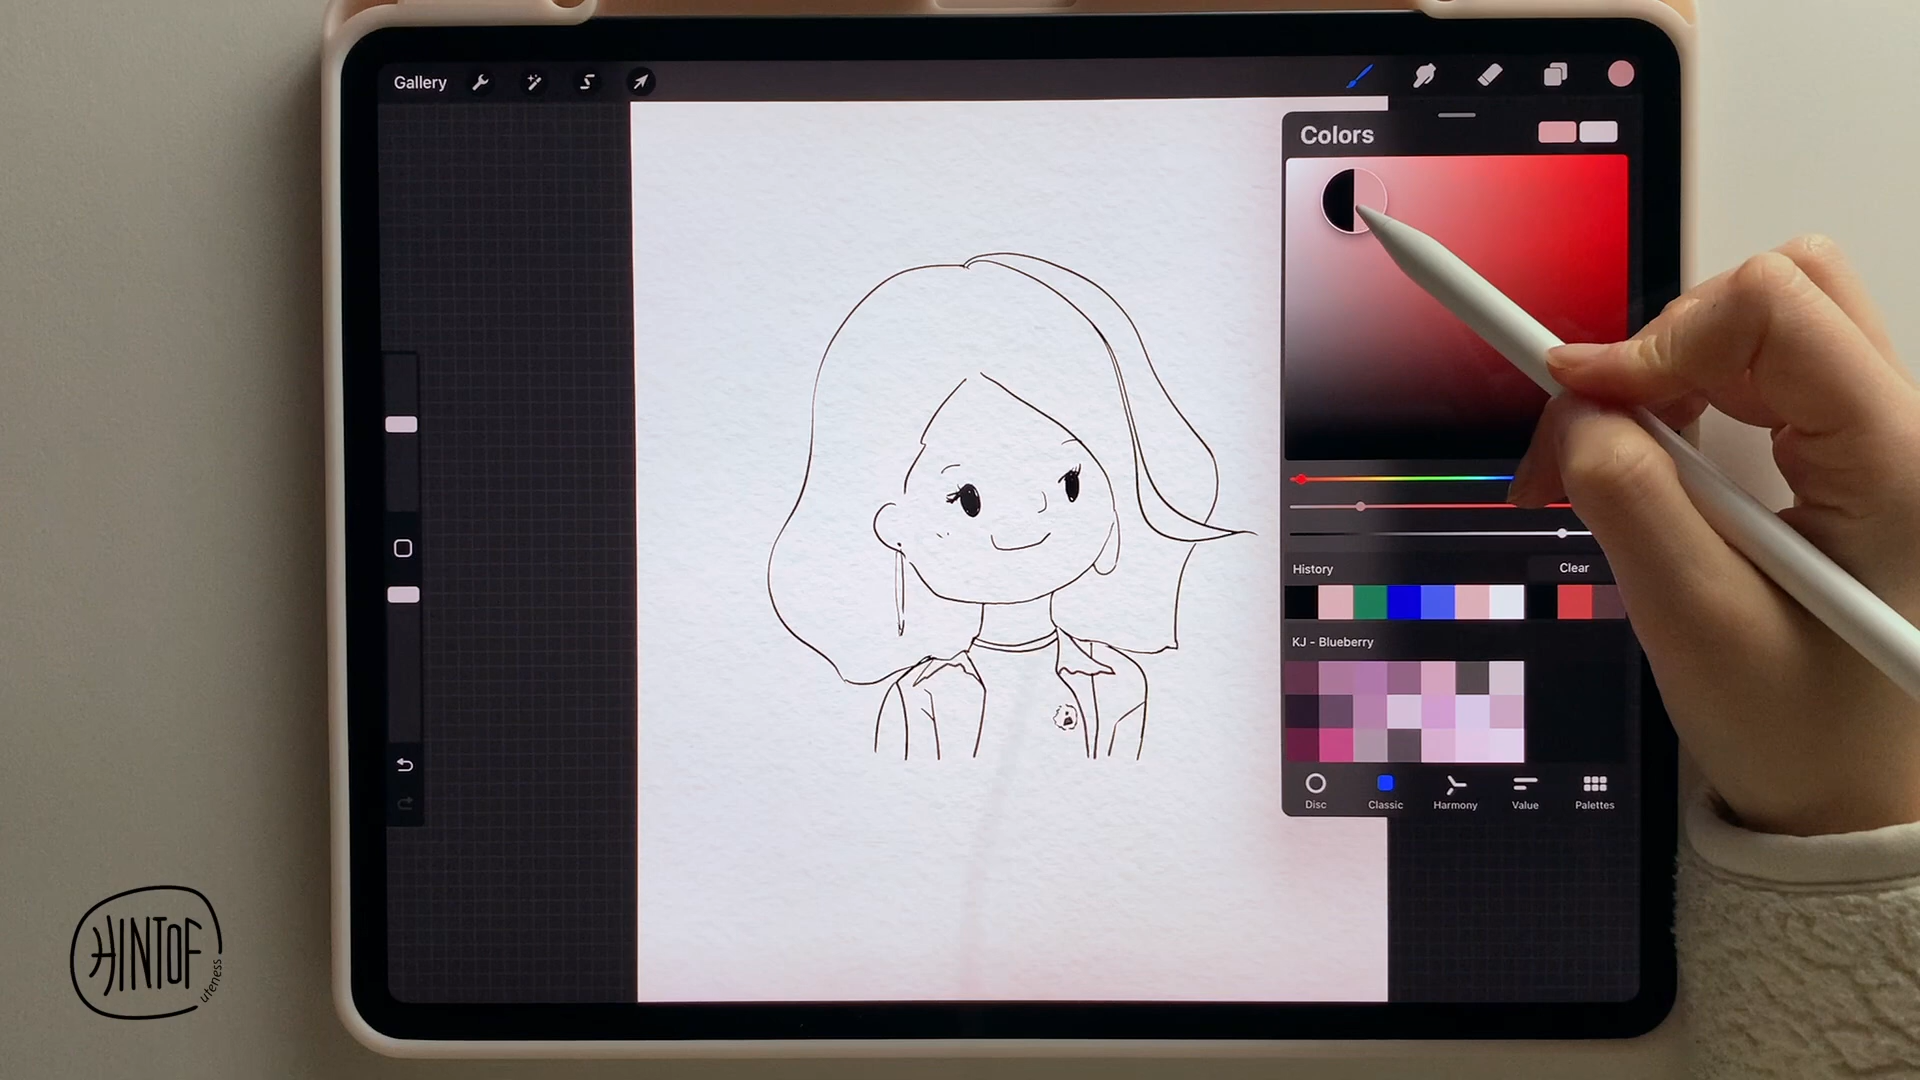 Gallery
Colors
History
Clear
KJ - Blueberry
Disc
Classic
Harmony
Value
Palettes
HINTOF
uteness